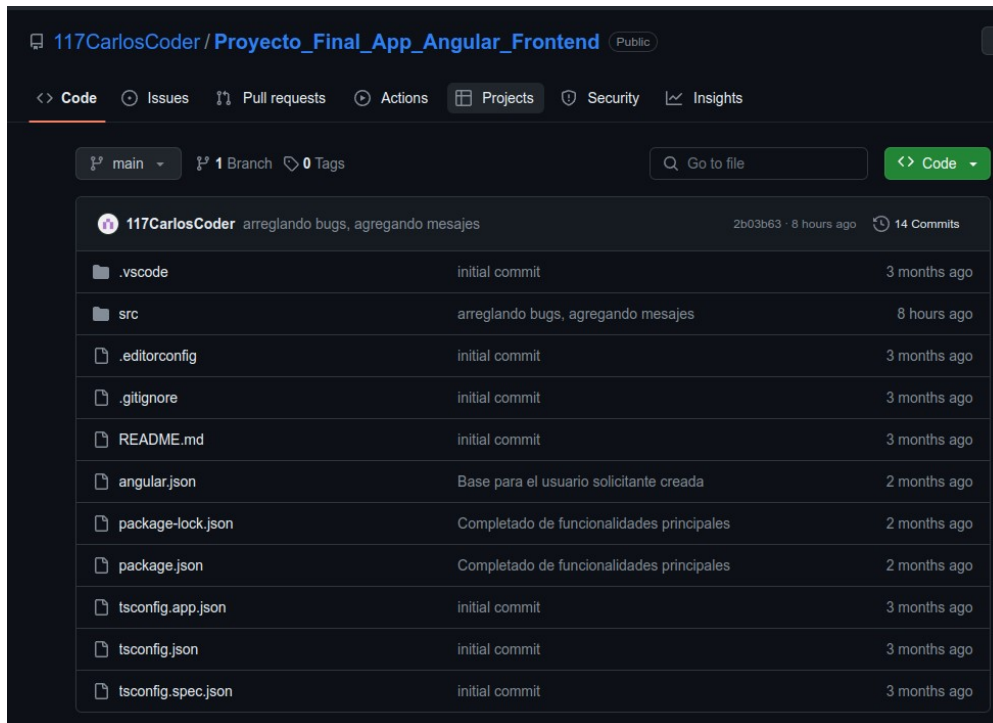 117CarlosCoder / Proyecto_Final_App_Angular_Frontend Public
Code Issues Pull requests Actions Projects Security Insights
main 1 Branch 0 Tags Go to file Code
117CarlosCoder arreglando bugs, agregando mesajes 2b03b63 · 8 hours ago 14 Commits
.vscode initial commit 3 months ago
src arreglando bugs, agregando mesajes 8 hours ago
.editorconfig initial commit 3 months ago
.gitignore initial commit 3 months ago
README.md initial commit 3 months ago
angular.json Base para el usuario solicitante creada 2 months ago
package-lock.json Completado de funcionalidades principales 2 months ago
package.json Completado de funcionalidades principales 2 months ago
tsconfig.app.json initial commit 3 months ago
tsconfig.json initial commit 3 months ago
tsconfig.spec.json initial commit 3 months ago